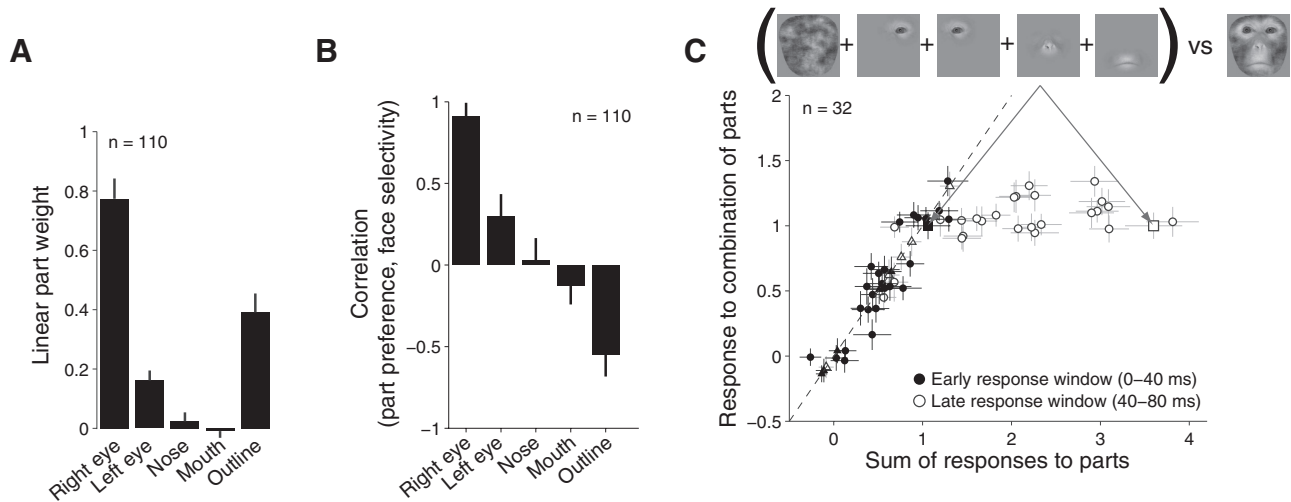 A
Linear part weight
1
0.8
0.6
0.4
0.2
0
n = 110
Right eye
Left eye
Nose
Mouth
Outline
B
Correlation
(part preference, face selectivity)
1
0.5
0
−0.5
−1
n = 110
Right eye
Left eye
Nose
Mouth
Outline
C
( + + + + ) vs
Response to combination of parts
2
1.5
1
0.5
0
−0.5
n = 32
Early response window (0–40 ms)
Late response window (40–80 ms)
0 1 2 3 4
Sum of responses to parts